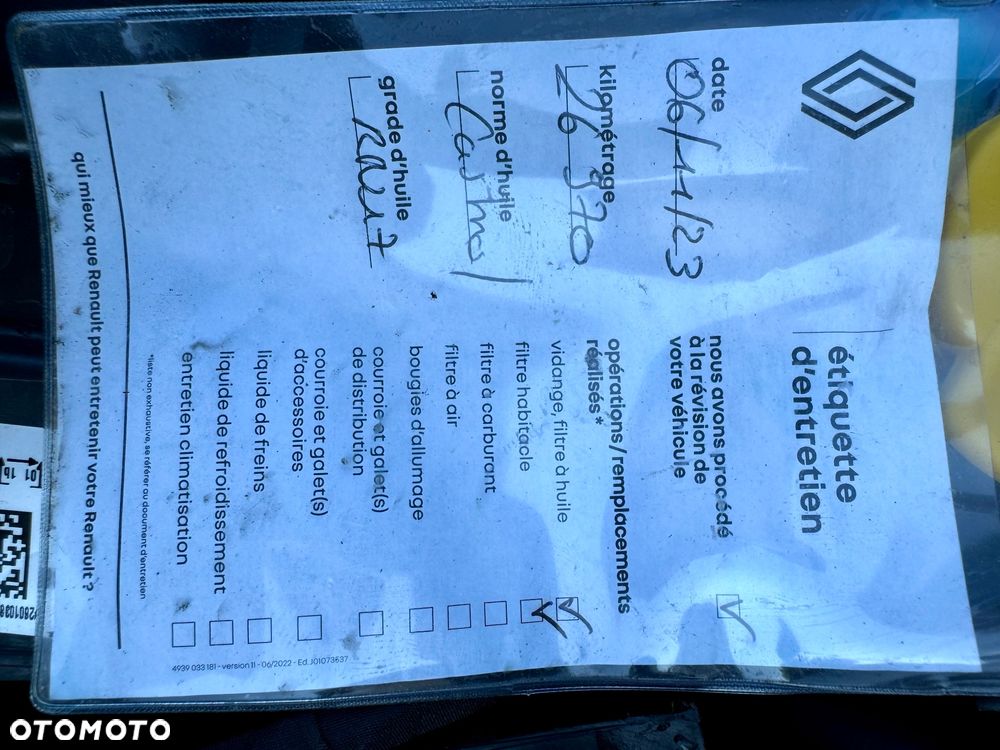 étiquette
d'entretien
date
06/11/23
kilométrage
26 970
norme d'huile
Castrol
grade d'huile
nous avons procédé
à la révision de
votre véhicule
opérations / remplacements
réalisés*
vidange, filtre à huile
filtre habitacle
filtre à carburant
filtre à air
bougies d'allumage
courroie et galet(s)
de distribution
courroie et galet(s)
d'accessoires
liquide de freins
liquide de refroidissement
entretien climatisation
*liste non exhaustive, se référer au document d'entretien
4939 033 181 - version 11 - 06/2022 - Ed. J01073637
qui mieux que Renault peut entretenir votre Renault ?
OTOMOTO